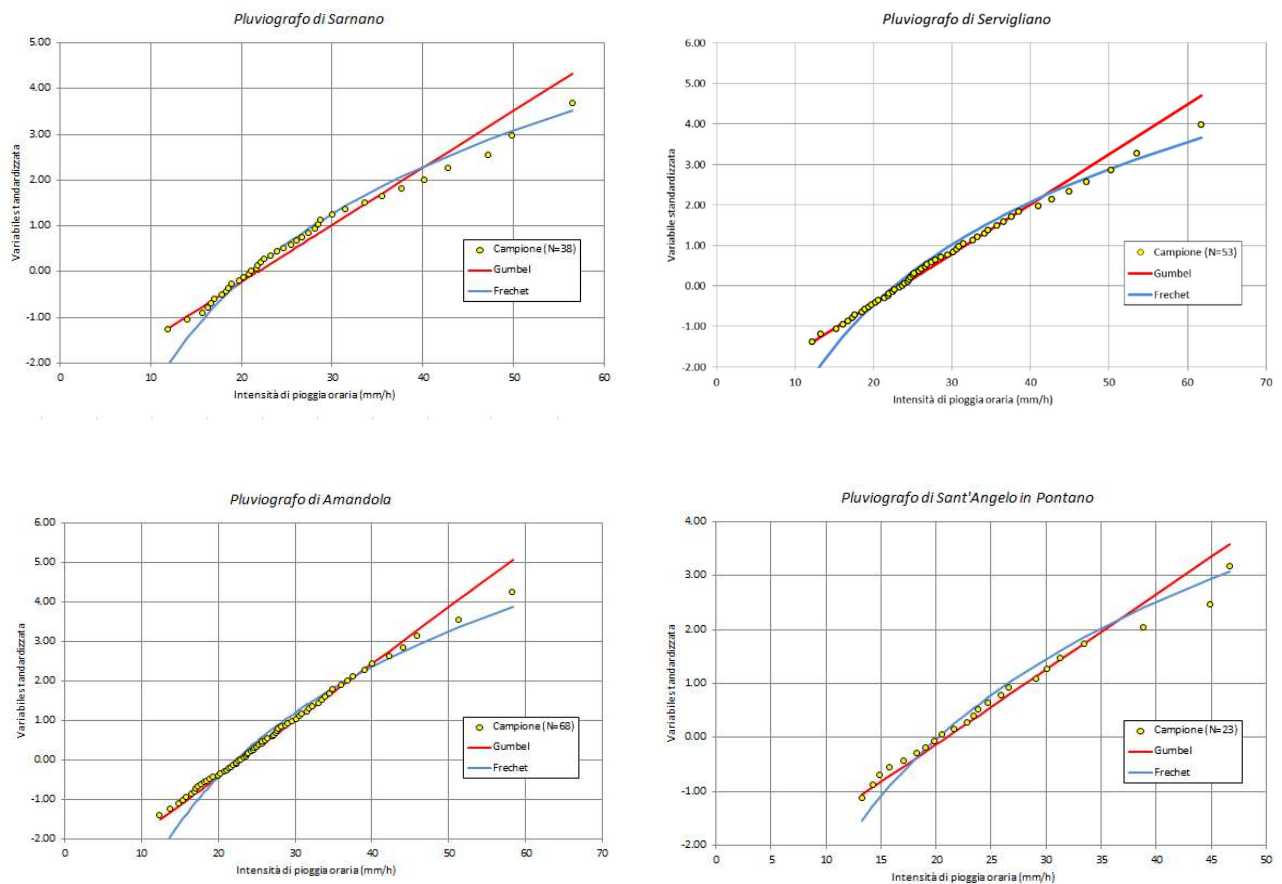 Pluviografo di Sarnano
5.00
4.00
3.00
2.00
1.00
0.00
-1.00
-2.00
Variabile standardizzata
0 10 20 30 40 50 60
Intensità di pioggia oraria (mm/h)
Campione (N=38)
Gumbel
Frechet
Pluviografo di Servigliano
6.00
5.00
4.00
3.00
2.00
1.00
0.00
-1.00
-2.00
Variabile standardizzata
0 10 20 30 40 50 60 70
Intensità di pioggia oraria (mm/h)
Campione (N=53)
Gumbel
Frechet
Pluviografo di Amandola
6.00
5.00
4.00
3.00
2.00
1.00
0.00
-1.00
-2.00
Variabile standardizzata
0 10 20 30 40 50 60 70
Intensità di pioggia oraria (mm/h)
Campione (N=68)
Gumbel
Frechet
Pluviografo di Sant'Angelo in Pontano
4.00
3.00
2.00
1.00
0.00
-1.00
-2.00
Variabile standardizzata
0 5 10 15 20 25 30 35 40 45 50
Intensità di pioggia oraria (mm/h)
Campione (N=23)
Gumbel
Frechet